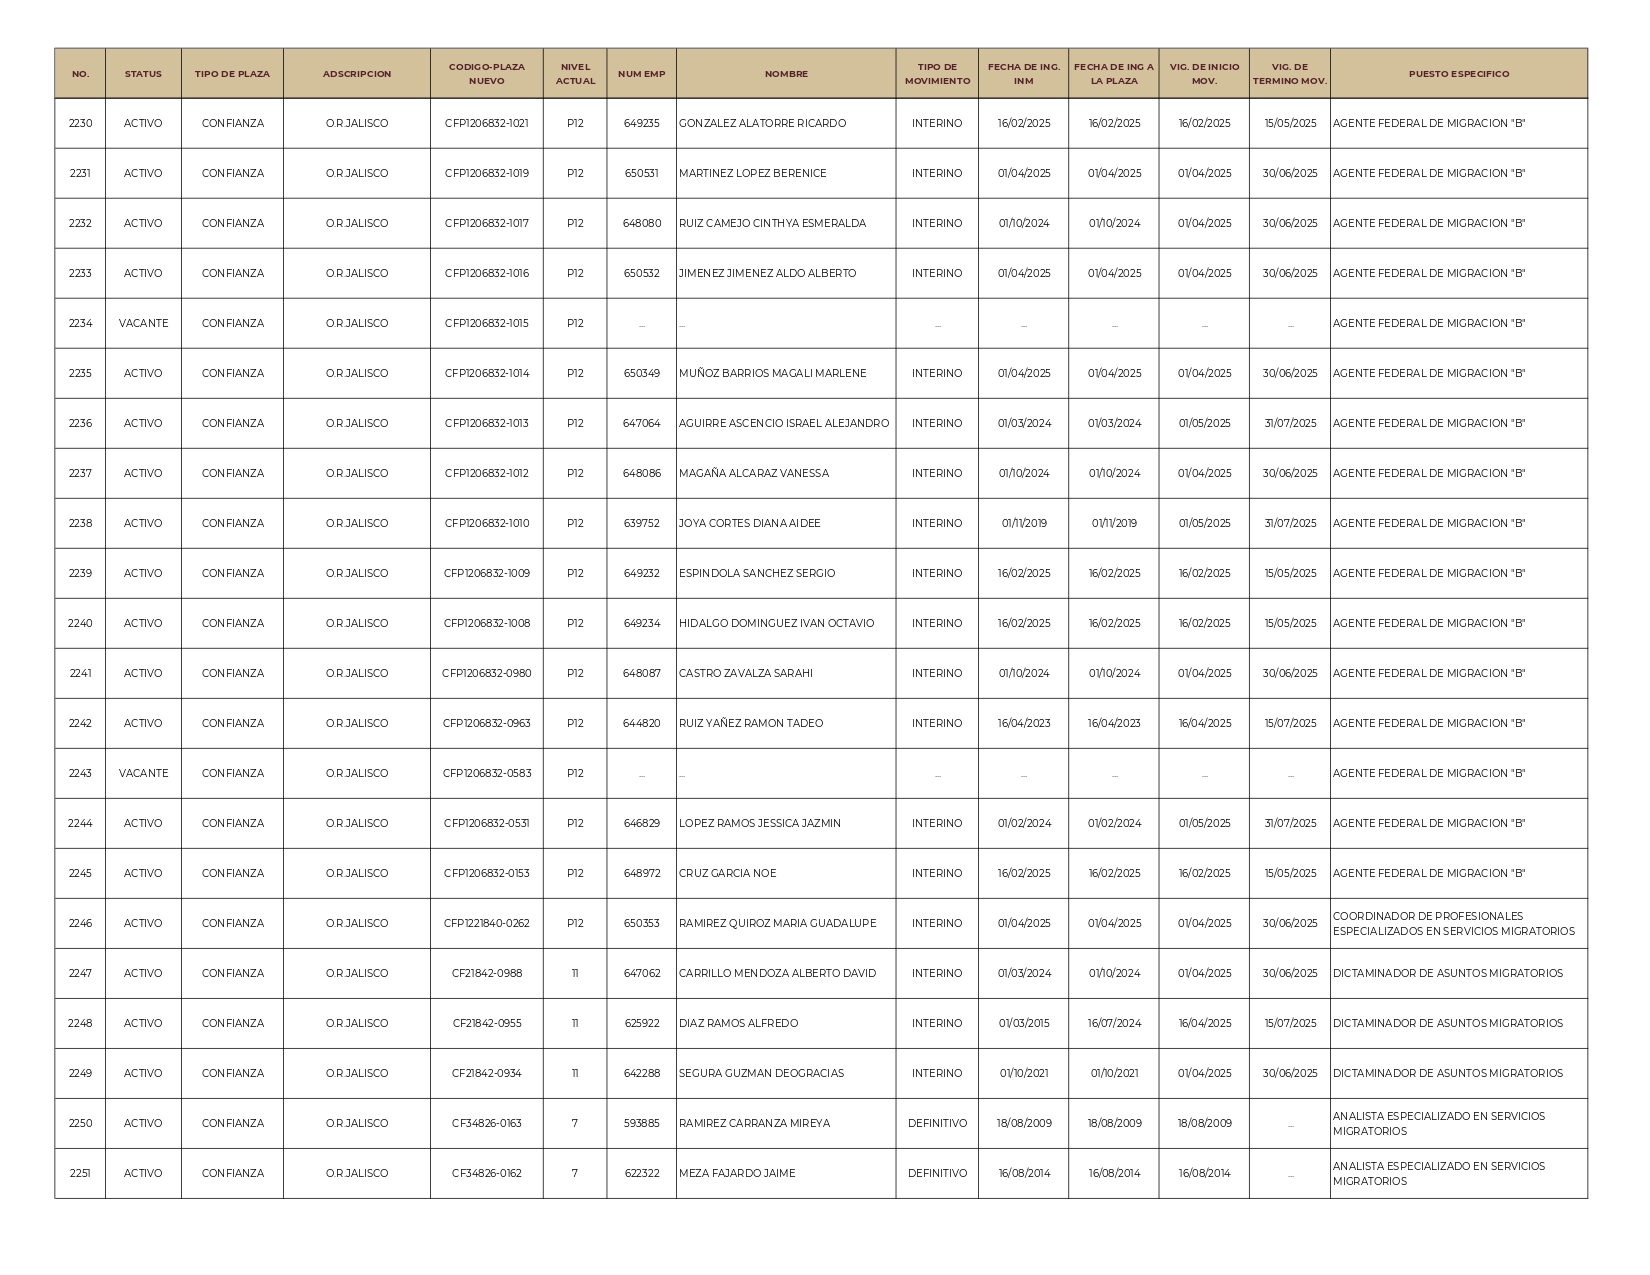 NO. STATUS TIPO DE PLAZA ADSCRIPCION CODIGO-PLAZA NUEVO NIVEL ACTUAL NUM EMP NOMBRE TIPO DE MOVIMIENTO FECHA DE ING. INM FECHA DE ING A LA PLAZA VIG. DE INICIO MOV. VIG. DE TERMINO MOV. PUESTO ESPECIFICO
2230 ACTIVO CONFIANZA O.R.JALISCO CFP1206832-1021 P12 649235 GONZALEZ ALATORRE RICARDO INTERINO 16/02/2025 16/02/2025 16/02/2025 15/05/2025 AGENTE FEDERAL DE MIGRACION "B"
2231 ACTIVO CONFIANZA O.R.JALISCO CFP1206832-1019 P12 650531 MARTINEZ LOPEZ BERENICE INTERINO 01/04/2025 01/04/2025 01/04/2025 30/06/2025 AGENTE FEDERAL DE MIGRACION "B"
2232 ACTIVO CONFIANZA O.R.JALISCO CFP1206832-1017 P12 648080 RUIZ CAMEJO CINTHYA ESMERALDA INTERINO 01/10/2024 01/10/2024 01/04/2025 30/06/2025 AGENTE FEDERAL DE MIGRACION "B"
2233 ACTIVO CONFIANZA O.R.JALISCO CFP1206832-1016 P12 650532 JIMENEZ JIMENEZ ALDO ALBERTO INTERINO 01/04/2025 01/04/2025 01/04/2025 30/06/2025 AGENTE FEDERAL DE MIGRACION "B"
2234 VACANTE CONFIANZA O.R.JALISCO CFP1206832-1015 P12 ... ... ... ... ... ... ... AGENTE FEDERAL DE MIGRACION "B"
2235 ACTIVO CONFIANZA O.R.JALISCO CFP1206832-1014 P12 650349 MUÑOZ BARRIOS MAGALI MARLENE INTERINO 01/04/2025 01/04/2025 01/04/2025 30/06/2025 AGENTE FEDERAL DE MIGRACION "B"
2236 ACTIVO CONFIANZA O.R.JALISCO CFP1206832-1013 P12 647064 AGUIRRE ASCENCIO ISRAEL ALEJANDRO INTERINO 01/03/2024 01/03/2024 01/05/2025 31/07/2025 AGENTE FEDERAL DE MIGRACION "B"
2237 ACTIVO CONFIANZA O.R.JALISCO CFP1206832-1012 P12 648086 MAGAÑA ALCARAZ VANESSA INTERINO 01/10/2024 01/10/2024 01/04/2025 30/06/2025 AGENTE FEDERAL DE MIGRACION "B"
2238 ACTIVO CONFIANZA O.R.JALISCO CFP1206832-1010 P12 639752 JOYA CORTES DIANA AIDEE INTERINO 01/11/2019 01/11/2019 01/05/2025 31/07/2025 AGENTE FEDERAL DE MIGRACION "B"
2239 ACTIVO CONFIANZA O.R.JALISCO CFP1206832-1009 P12 649232 ESPINDOLA SANCHEZ SERGIO INTERINO 16/02/2025 16/02/2025 16/02/2025 15/05/2025 AGENTE FEDERAL DE MIGRACION "B"
2240 ACTIVO CONFIANZA O.R.JALISCO CFP1206832-1008 P12 649234 HIDALGO DOMINGUEZ IVAN OCTAVIO INTERINO 16/02/2025 16/02/2025 16/02/2025 15/05/2025 AGENTE FEDERAL DE MIGRACION "B"
2241 ACTIVO CONFIANZA O.R.JALISCO CFP1206832-0980 P12 648087 CASTRO ZAVALZA SARAHI INTERINO 01/10/2024 01/10/2024 01/04/2025 30/06/2025 AGENTE FEDERAL DE MIGRACION "B"
2242 ACTIVO CONFIANZA O.R.JALISCO CFP1206832-0963 P12 644820 RUIZ YAÑEZ RAMON TADEO INTERINO 16/04/2023 16/04/2023 16/04/2025 15/07/2025 AGENTE FEDERAL DE MIGRACION "B"
2243 VACANTE CONFIANZA O.R.JALISCO CFP1206832-0583 P12 ... ... ... ... ... ... ... AGENTE FEDERAL DE MIGRACION "B"
2244 ACTIVO CONFIANZA O.R.JALISCO CFP1206832-0531 P12 646829 LOPEZ RAMOS JESSICA JAZMIN INTERINO 01/02/2024 01/02/2024 01/05/2025 31/07/2025 AGENTE FEDERAL DE MIGRACION "B"
2245 ACTIVO CONFIANZA O.R.JALISCO CFP1206832-0153 P12 648972 CRUZ GARCIA NOE INTERINO 16/02/2025 16/02/2025 16/02/2025 15/05/2025 AGENTE FEDERAL DE MIGRACION "B"
2246 ACTIVO CONFIANZA O.R.JALISCO CFP1221840-0262 P12 650353 RAMIREZ QUIROZ MARIA GUADALUPE INTERINO 01/04/2025 01/04/2025 01/04/2025 30/06/2025 COORDINADOR DE PROFESIONALES ESPECIALIZADOS EN SERVICIOS MIGRATORIOS
2247 ACTIVO CONFIANZA O.R.JALISCO CF21842-0988 11 647062 CARRILLO MENDOZA ALBERTO DAVID INTERINO 01/03/2024 01/10/2024 01/04/2025 30/06/2025 DICTAMINADOR DE ASUNTOS MIGRATORIOS
2248 ACTIVO CONFIANZA O.R.JALISCO CF21842-0955 11 625922 DIAZ RAMOS ALFREDO INTERINO 01/03/2015 16/07/2024 16/04/2025 15/07/2025 DICTAMINADOR DE ASUNTOS MIGRATORIOS
2249 ACTIVO CONFIANZA O.R.JALISCO CF21842-0934 11 642288 SEGURA GUZMAN DEOGRACIAS INTERINO 01/10/2021 01/10/2021 01/04/2025 30/06/2025 DICTAMINADOR DE ASUNTOS MIGRATORIOS
2250 ACTIVO CONFIANZA O.R.JALISCO CF34826-0163 7 593885 RAMIREZ CARRANZA MIREYA DEFINITIVO 18/08/2009 18/08/2009 18/08/2009 ... ANALISTA ESPECIALIZADO EN SERVICIOS MIGRATORIOS
2251 ACTIVO CONFIANZA O.R.JALISCO CF34826-0162 7 622322 MEZA FAJARDO JAIME DEFINITIVO 16/08/2014 16/08/2014 16/08/2014 ... ANALISTA ESPECIALIZADO EN SERVICIOS MIGRATORIOS